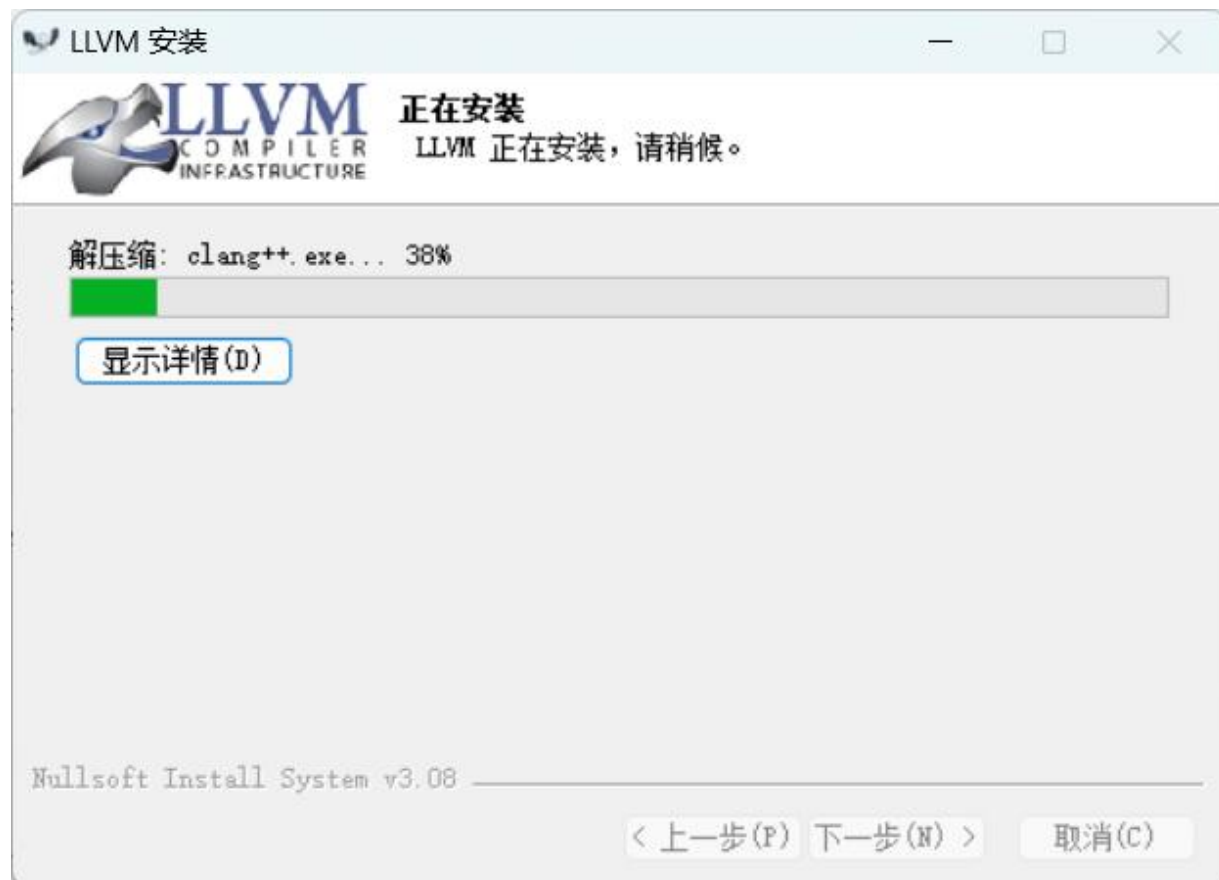 LLVM 安装
LLVM
COMPILER
INFRASTRUCTURE
正在安装
LLVM 正在安装，请稍候。
解压缩: clang++.exe... 38%
显示详情(D)
Nullsoft Install System v3.08
< 上一步(P) 下一步(N) > 取消(C)